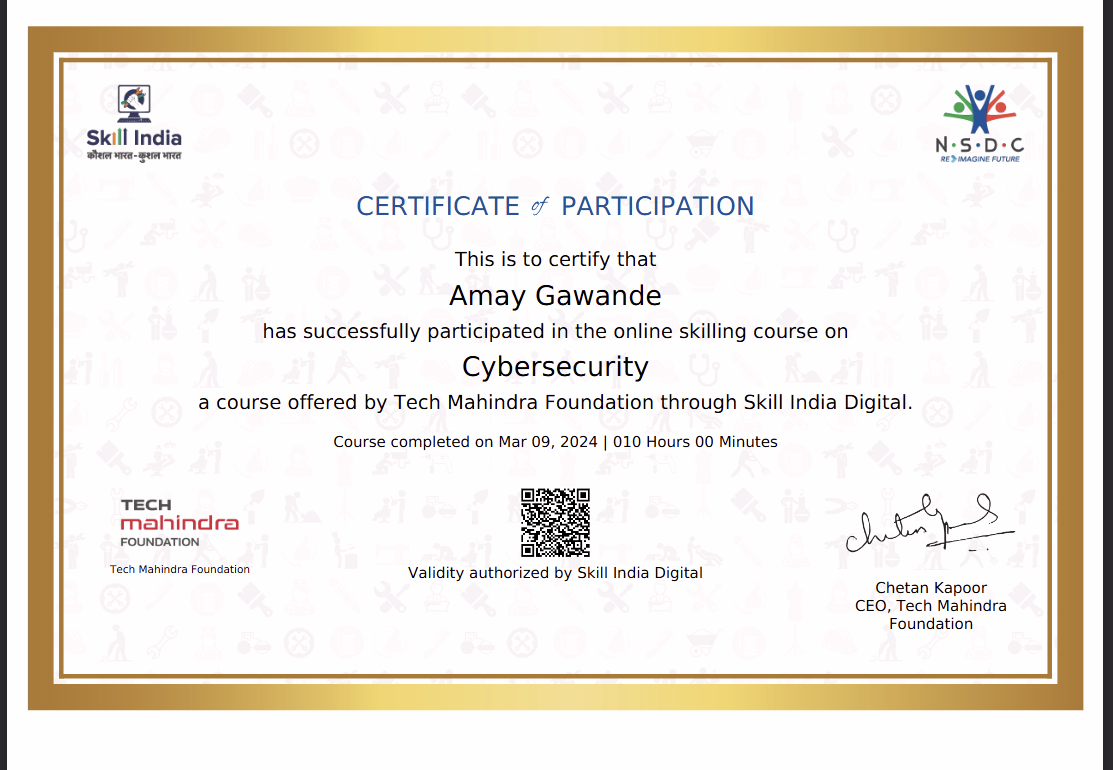 Skill India
कौशल भारत-कुशल भारत
N·S·D·C
RE IMAGINE FUTURE
CERTIFICATE of PARTICIPATION
This is to certify that
Amay Gawande
has successfully participated in the online skilling course on
Cybersecurity
a course offered by Tech Mahindra Foundation through Skill India Digital.
Course completed on Mar 09, 2024 | 010 Hours 00 Minutes
TECH
mahindra
FOUNDATION
Tech Mahindra Foundation
Validity authorized by Skill India Digital
Chetan Kapoor
CEO, Tech Mahindra
Foundation